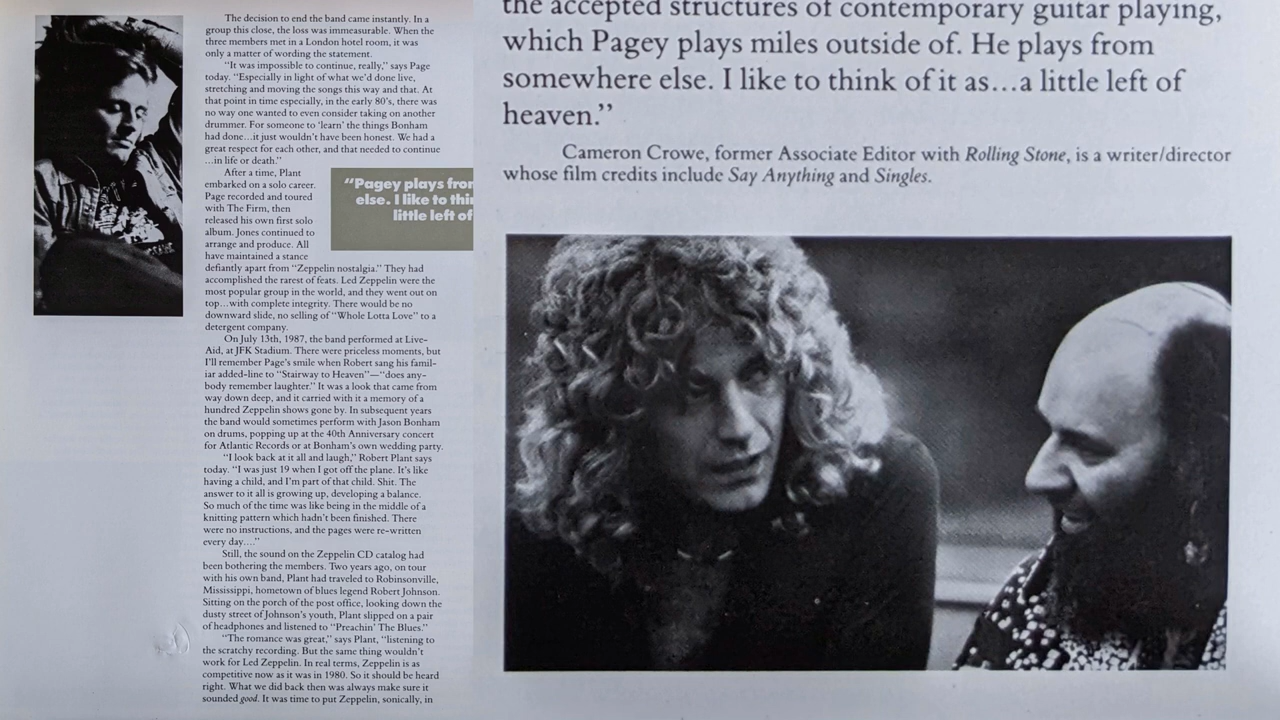 The decision to end the band came instantly. In a
group this close, the loss was immeasurable. When the
three members met in a London hotel room, it was
only a matter of wording the statement.
“It was impossible to continue, really,” says Page
today. “Especially in light of what we’d done live,
stretching and moving the songs this way and that. At
that point in time especially, in the early 80’s, there was
no way one wanted to even consider taking on another
drummer. For someone to ‘learn’ the things Bonham
had done…it just wouldn’t have been honest. We had a
great respect for each other, and that needed to continue
…in life or death.”
After a time, Plant
embarked on a solo career.
Page recorded and toured
with The Firm, then
released his own first solo
album. Jones continued to
arrange and produce. All
have maintained a stance
defiantly apart from “Zeppelin nostalgia.” They had
accomplished the rarest of feats. Led Zeppelin were the
most popular group in the world, and they went out on
top…with complete integrity. There would be no
downward slide, no selling of “Whole Lotta Love” to a
detergent company.
On July 13th, 1987, the band performed at Live-
Aid, at JFK Stadium. There were priceless moments, but
I’ll remember Page’s smile when Robert sang his famil-
iar added-line to “Stairway to Heaven”—“does any-
body remember laughter.” It was a look that came from
way down deep, and it carried with it a memory of a
hundred Zeppelin shows gone by. In subsequent years
the band would sometimes perform with Jason Bonham
on drums, popping up at the 40th Anniversary concert
for Atlantic Records or at Bonham’s own wedding party.
“I look back at it all and laugh,” Robert Plant says
today. “I was just 19 when I got off the plane. It’s like
having a child, and I’m part of that child. Shit. The
answer to it all is growing up, developing a balance.
So much of the time was like being in the middle of a
knitting pattern which hadn’t been finished. There
were no instructions, and the pages were re-written
every day….”
Still, the sound on the Zeppelin CD catalog had
been bothering the members. Two years ago, on tour
with his own band, Plant had traveled to Robinsonville,
Mississippi, hometown of blues legend Robert Johnson.
Sitting on the porch of the post office, looking down the
dusty street of Johnson’s youth, Plant slipped on a pair
of headphones and listened to “Preachin’ The Blues.”
“The romance was great,” says Plant, “listening to
the scratchy recording. But the same thing wouldn’t
work for Led Zeppelin. In real terms, Zeppelin is as
competitive now as it was in 1980. So it should be heard
right. What we did back then was always make sure it
sounded good. It was time to put Zeppelin, sonically, in
“Pagey plays fro
else. I like to thi
little left of
the accepted structures of contemporary guitar playing,
which Pagey plays miles outside of. He plays from
somewhere else. I like to think of it as…a little left of
heaven.”
Cameron Crowe, former Associate Editor with Rolling Stone, is a writer/director
whose film credits include Say Anything and Singles.